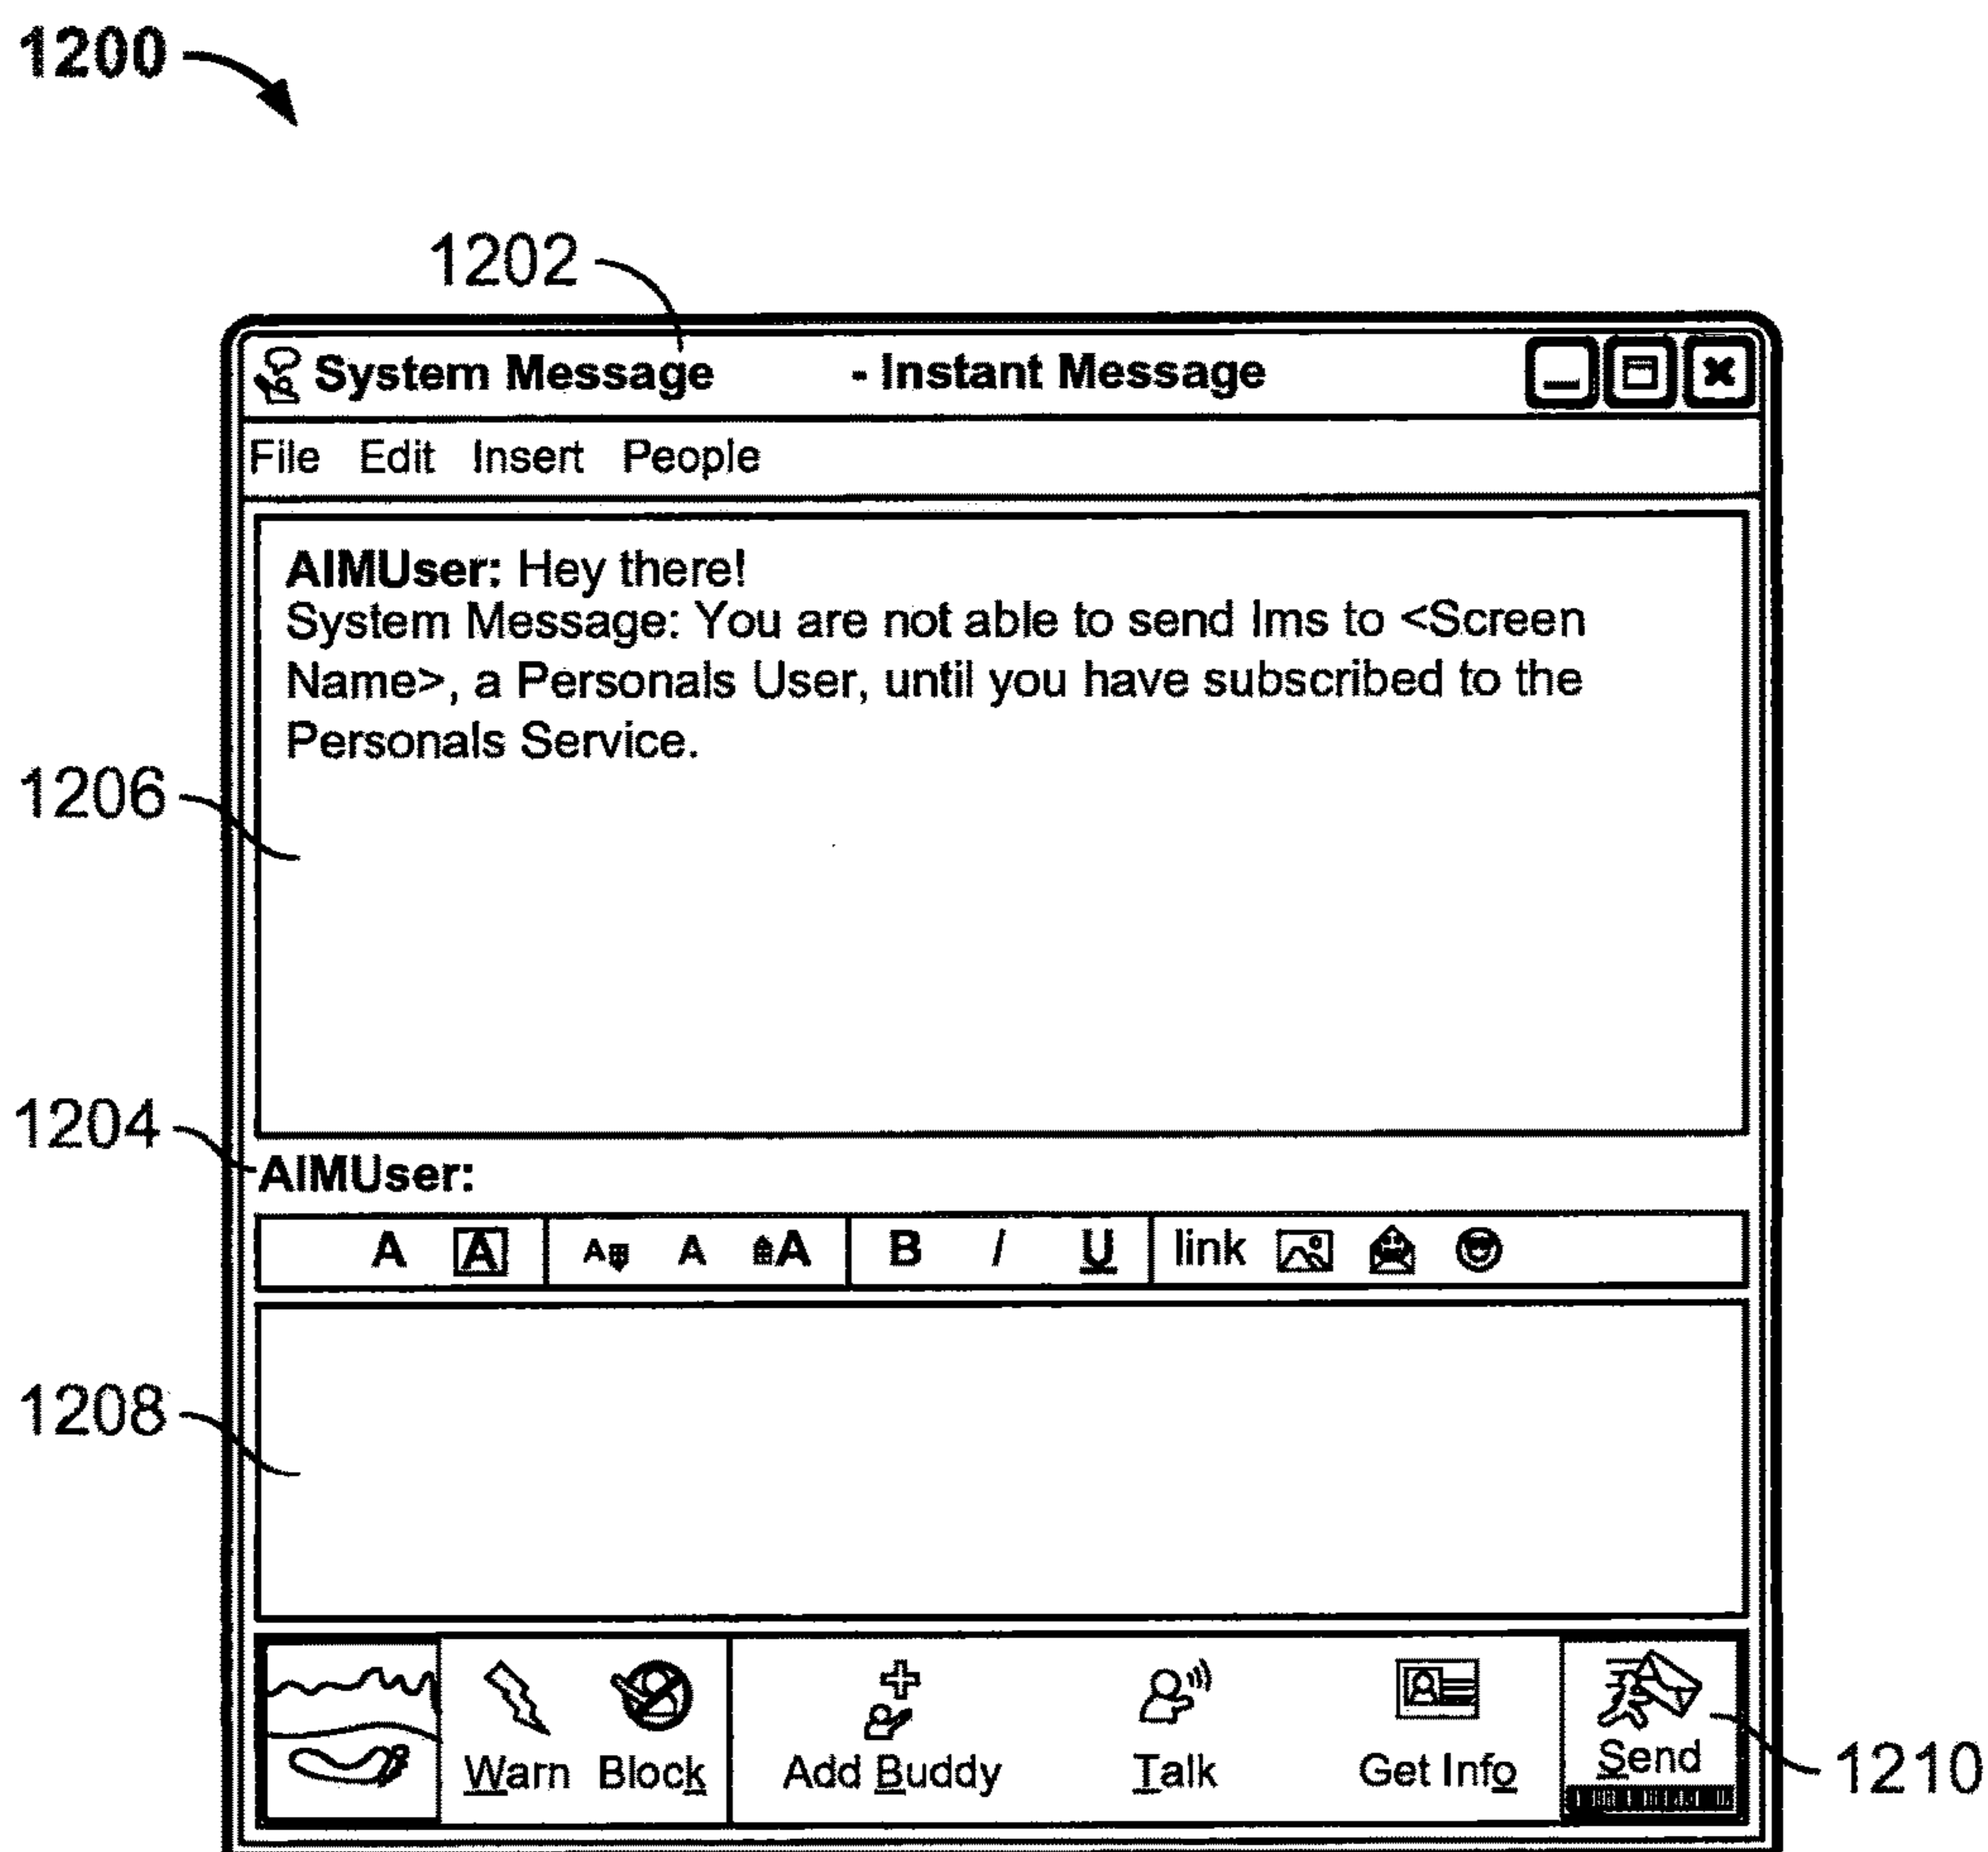 1200
1202
System Message - Instant Message
File Edit Insert People
AIMUser: Hey there!
System Message: You are not able to send Ims to <Screen
Name>, a Personals User, until you have subscribed to the
Personals Service.
1206
1204
AIMUser:
A A A A A B I U link
1208
Warn Block Add Buddy Talk Get Info Send
1210